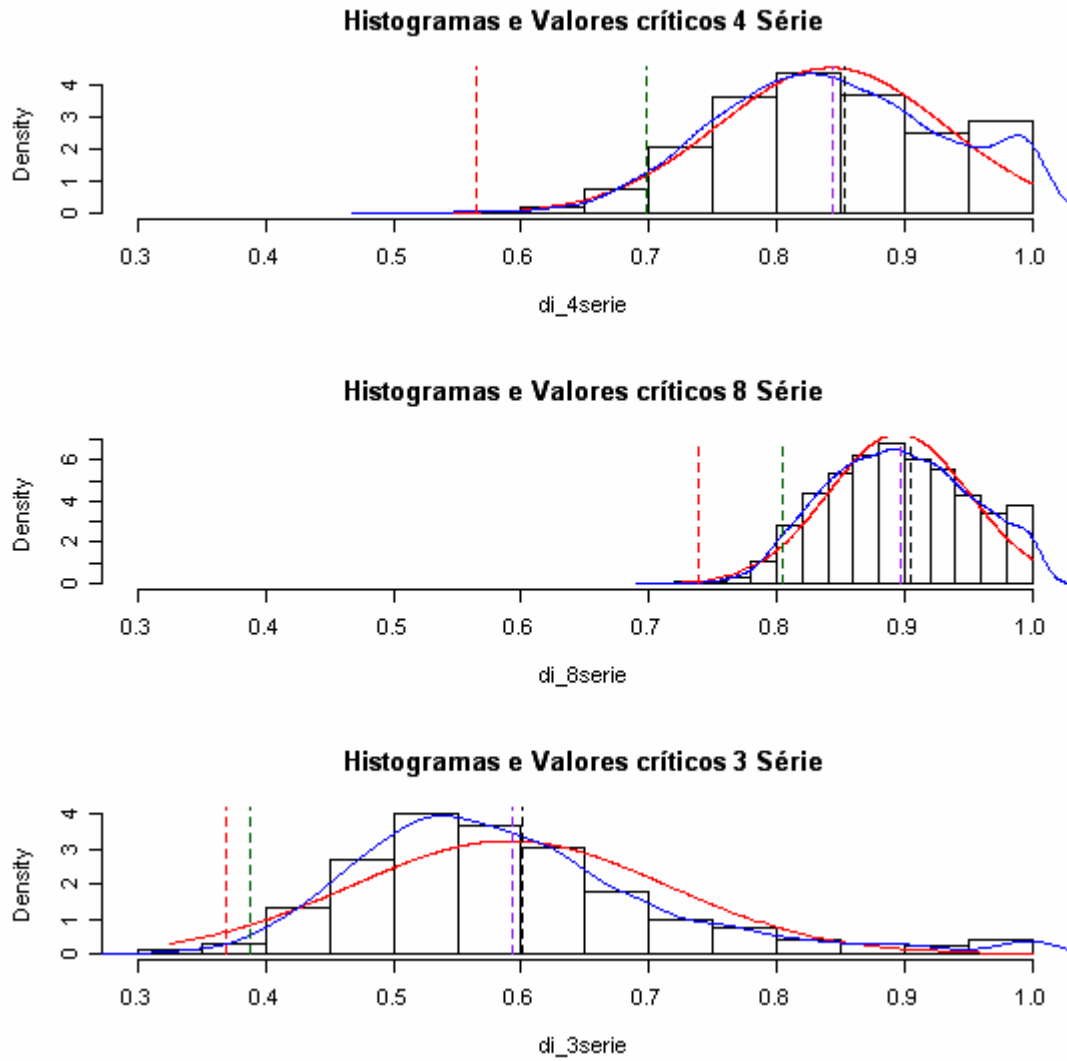 Histogramas e Valores críticos 4 Série
Density
4
3
2
1
0
0.3 0.4 0.5 0.6 0.7 0.8 0.9 1.0
di_4serie
Histogramas e Valores críticos 8 Série
Density
6
4
2
0
0.3 0.4 0.5 0.6 0.7 0.8 0.9 1.0
di_8serie
Histogramas e Valores críticos 3 Série
Density
4
3
2
1
0
0.3 0.4 0.5 0.6 0.7 0.8 0.9 1.0
di_3serie